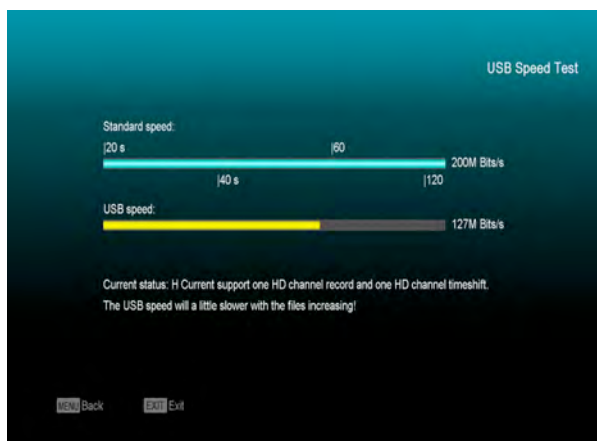 USB Speed Test
Standard speed:
|20 s |60
200M Bits/s
|40 s |120
USB speed:
127M Bits/s
Current status: H Current support one HD channel record and one HD channel timeshift.
The USB speed will a little slower with the files increasing!
MENU Back EXIT Exit